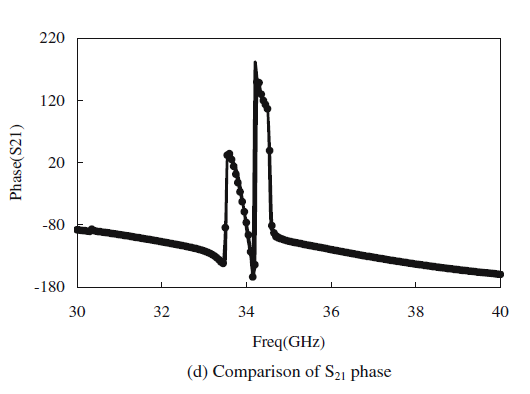 220
120
20
-80
-180
Phase(S21)
30 32 34 36 38 40
Freq(GHz)
(d) Comparison of S₂₁ phase